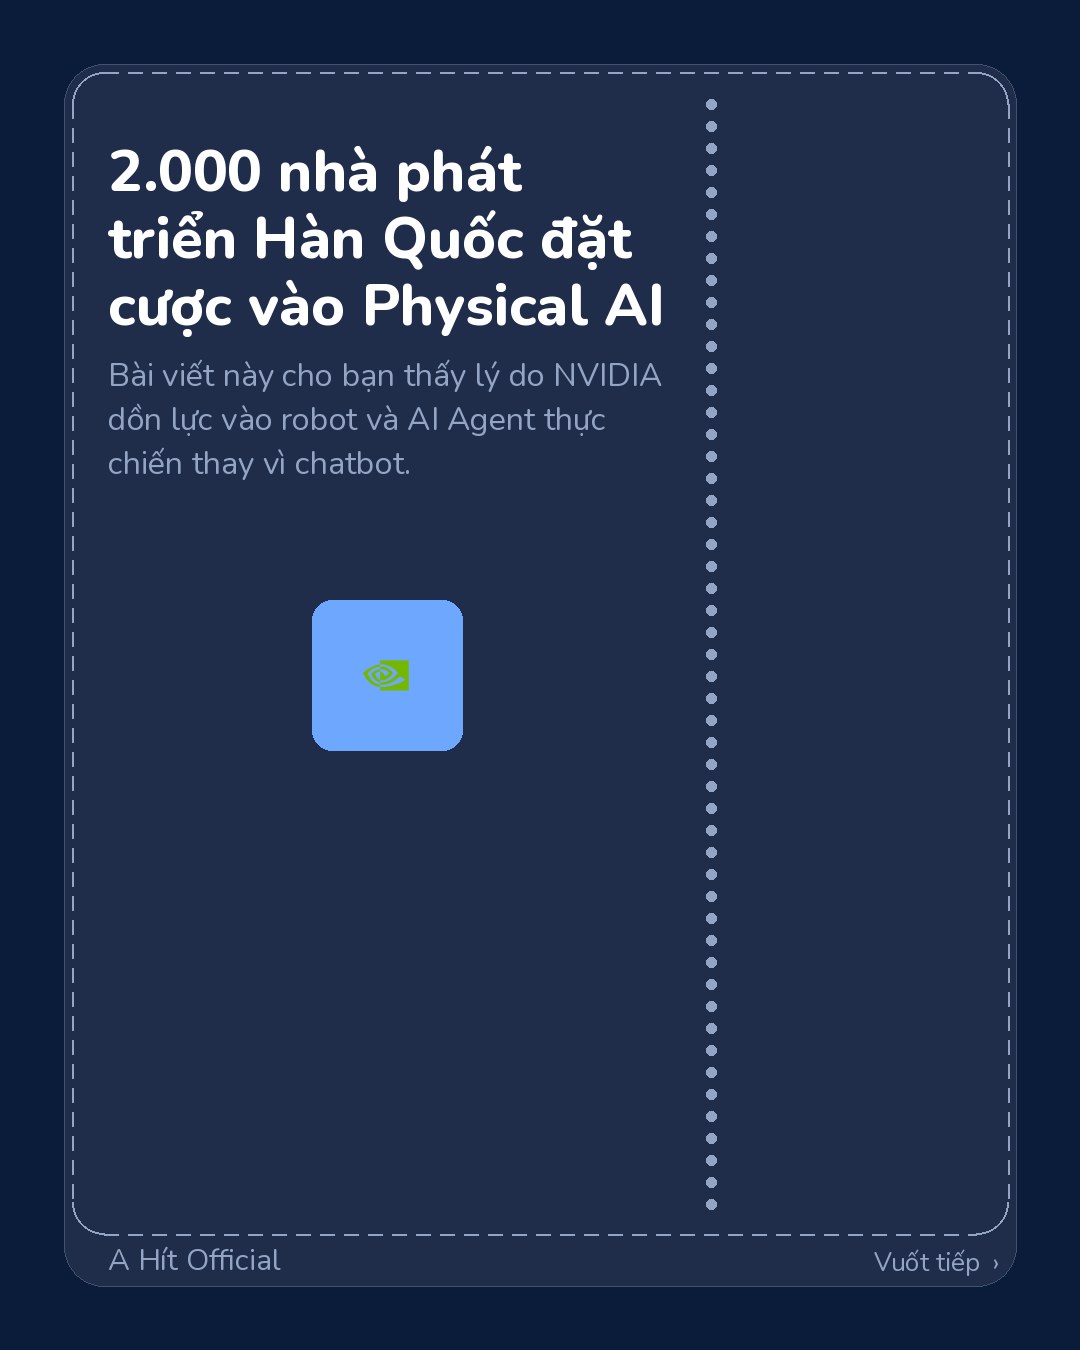 2.000 nhà phát
triển Hàn Quốc đặt
cược vào Physical AI
Bài viết này cho bạn thấy lý do NVIDIA
dồn lực vào robot và AI Agent thực
chiến thay vì chatbot.
A Hít Official
Vuốt tiếp ›